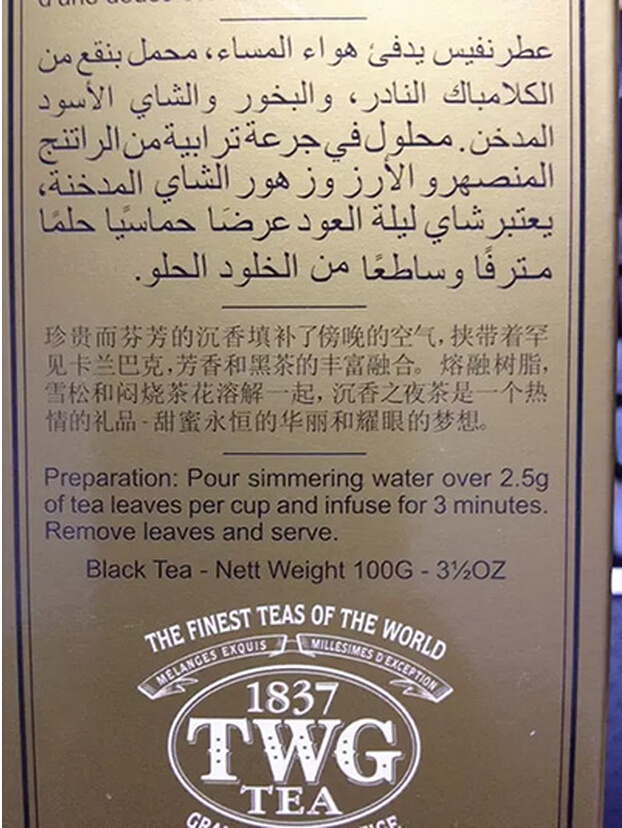 عطر نفيس يدفئ هواء المساء، محمل بنقع من
الكلامباك النادر، والبخور والشاي الأسود
المدخن. محلول في جرعة ترابية من الراتنج
المنصهر و الأرز وزهور الشاي المدخنة،
يعتبر شاي ليلة العود عرضَا حماسيًا حلمًا
مترفًا وساطعًا من الخلود الحلو.
珍贵而芬芳的沉香填补了傍晚的空气，挟带着罕
见卡兰巴克，芳香和黑茶的丰富融合。熔融树脂，
雪松和闷烧茶花溶解一起，沉香之夜茶是一个热
情的礼品-甜蜜永恒的华丽和耀眼的梦想。
Preparation: Pour simmering water over 2.5g
of tea leaves per cup and infuse for 3 minutes.
Remove leaves and serve.
Black Tea - Nett Weight 100G - 3½OZ
THE FINEST TEAS OF THE WORLD
MÉLANGES EXQUIS MILLÉSIMES D'EXCEPTION
1837
TWG
TEA